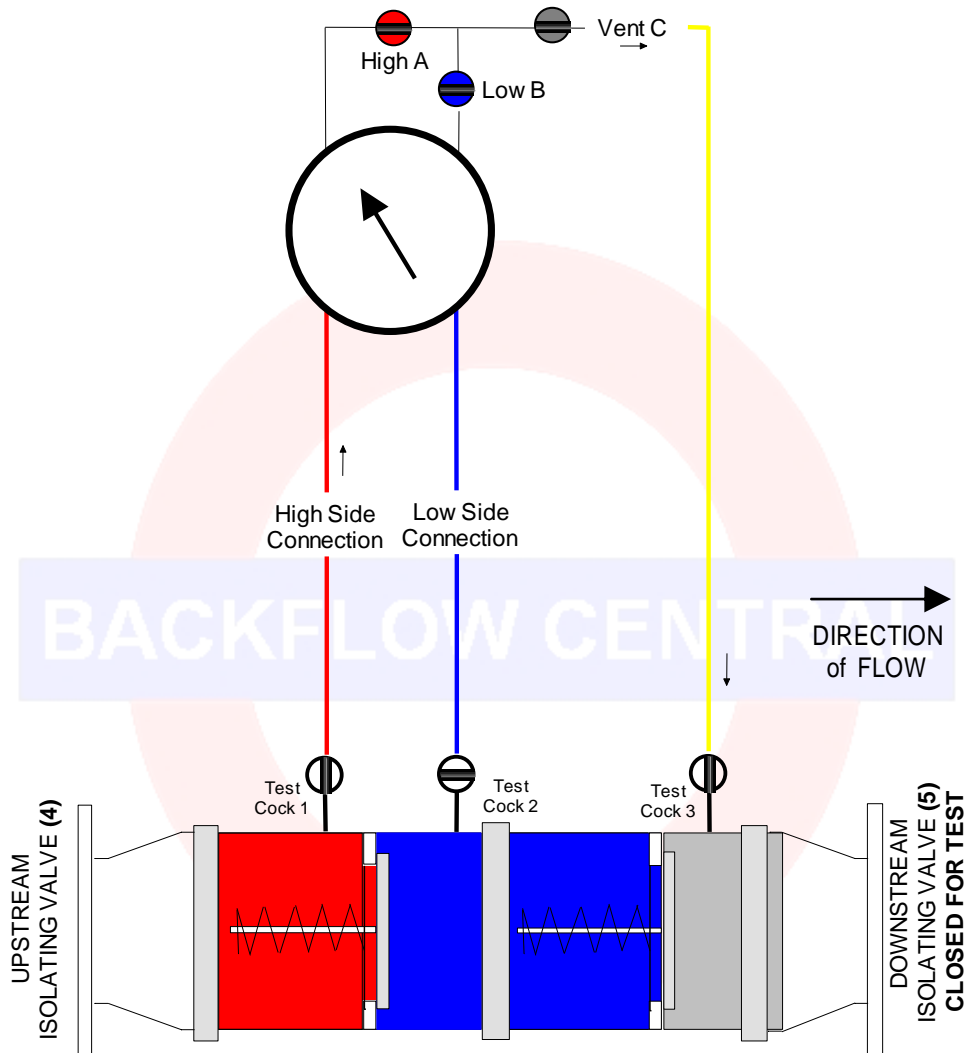 Vent C
High A
Low B
High Side
Connection
Low Side
Connection
BACKFLOW CENTRAL
DIRECTION
of FLOW
Test
Cock 1
Test
Cock 2
Test
Cock 3
UPSTREAM
ISOLATING VALVE (4)
DOWNSTREAM
ISOLATING VALVE (5)
CLOSED FOR TEST